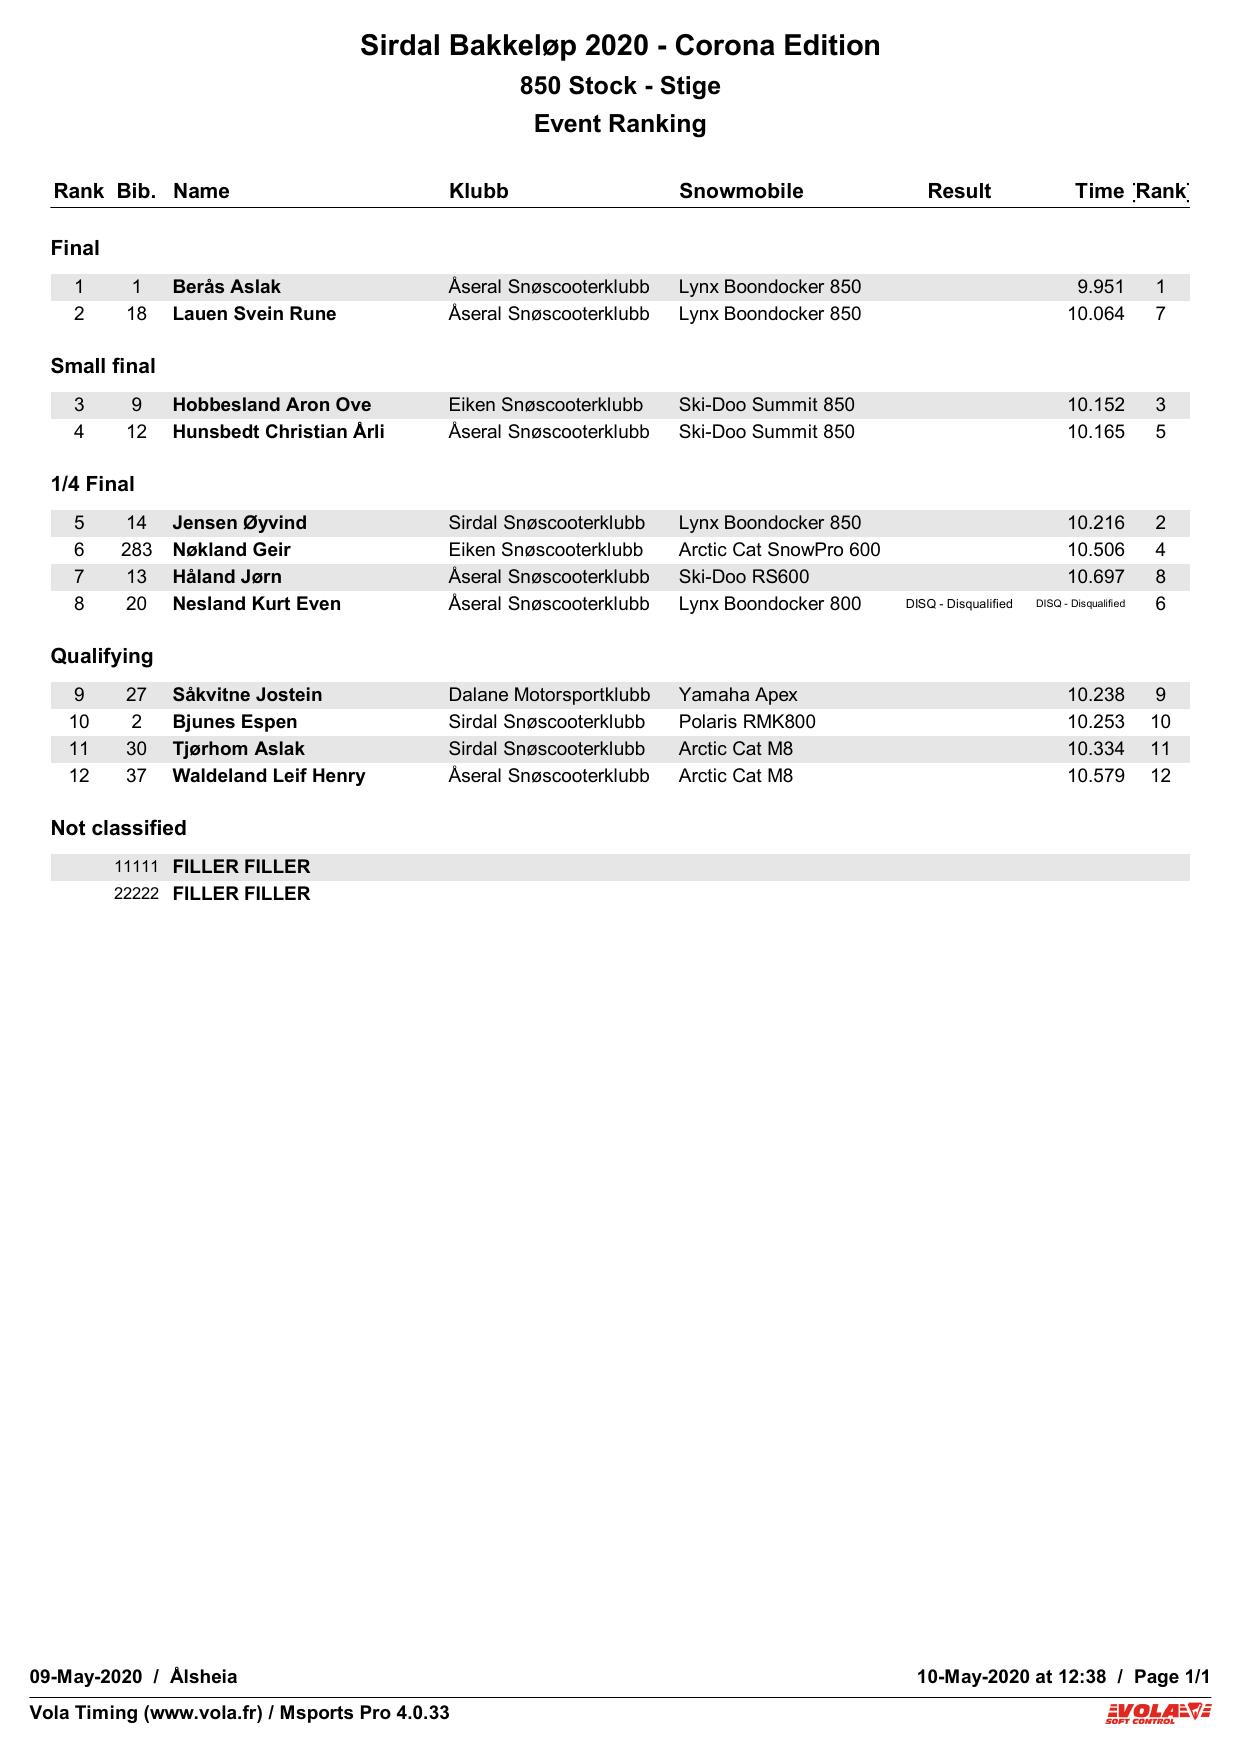 Sirdal Bakkeløp 2020 - Corona Edition
850 Stock - Stige
Event Ranking
Rank Bib. Name Klubb Snowmobile Result Time Rank
Final
1 1 Berås Aslak Åseral Snøscooterklubb Lynx Boondocker 850 9.951 1
2 18 Lauen Svein Rune Åseral Snøscooterklubb Lynx Boondocker 850 10.064 7
Small final
3 9 Hobbesland Aron Ove Eiken Snøscooterklubb Ski-Doo Summit 850 10.152 3
4 12 Hunsbedt Christian Årli Åseral Snøscooterklubb Ski-Doo Summit 850 10.165 5
1/4 Final
5 14 Jensen Øyvind Sirdal Snøscooterklubb Lynx Boondocker 850 10.216 2
6 283 Nøkland Geir Eiken Snøscooterklubb Arctic Cat SnowPro 600 10.506 4
7 13 Håland Jørn Åseral Snøscooterklubb Ski-Doo RS600 10.697 8
8 20 Nesland Kurt Even Åseral Snøscooterklubb Lynx Boondocker 800 DISQ - Disqualified DISQ - Disqualified 6
Qualifying
9 27 Såkvitne Jostein Dalane Motorsportklubb Yamaha Apex 10.238 9
10 2 Bjunes Espen Sirdal Snøscooterklubb Polaris RMK800 10.253 10
11 30 Tjørhom Aslak Sirdal Snøscooterklubb Arctic Cat M8 10.334 11
12 37 Waldeland Leif Henry Åseral Snøscooterklubb Arctic Cat M8 10.579 12
Not classified
11111 FILLER FILLER
22222 FILLER FILLER
09-May-2020 / Ålsheia 10-May-2020 at 12:38 / Page 1/1
Vola Timing (www.vola.fr) / Msports Pro 4.0.33 VOLA
SOFT CONTROL